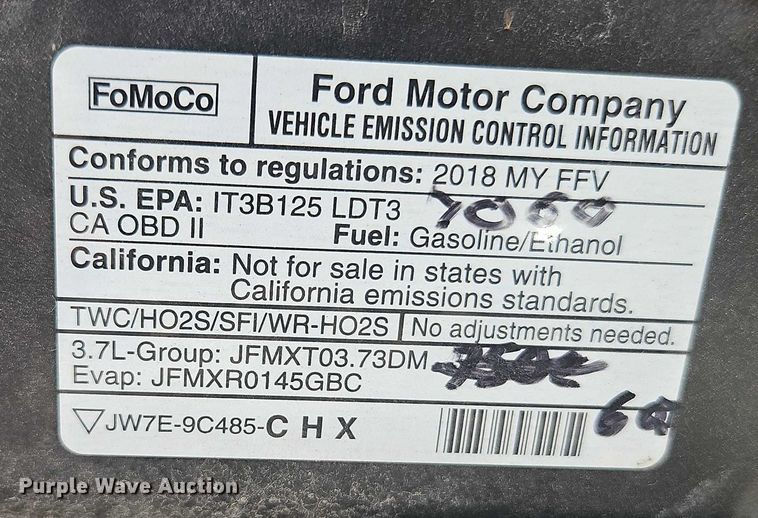 FoMoCo
Ford Motor Company
VEHICLE EMISSION CONTROL INFORMATION
Conforms to regulations: 2018 MY FFV
U.S. EPA: IT3B125 LDT3
CA OBD II Fuel: Gasoline/Ethanol
California: Not for sale in states with
California emissions standards.
TWC/HO2S/SFI/WR-HO2S No adjustments needed.
3.7L-Group: JFMXT03.73DM
Evap: JFMXR0145GBC
▽JW7E-9C485-C H X
Purple Wave Auction